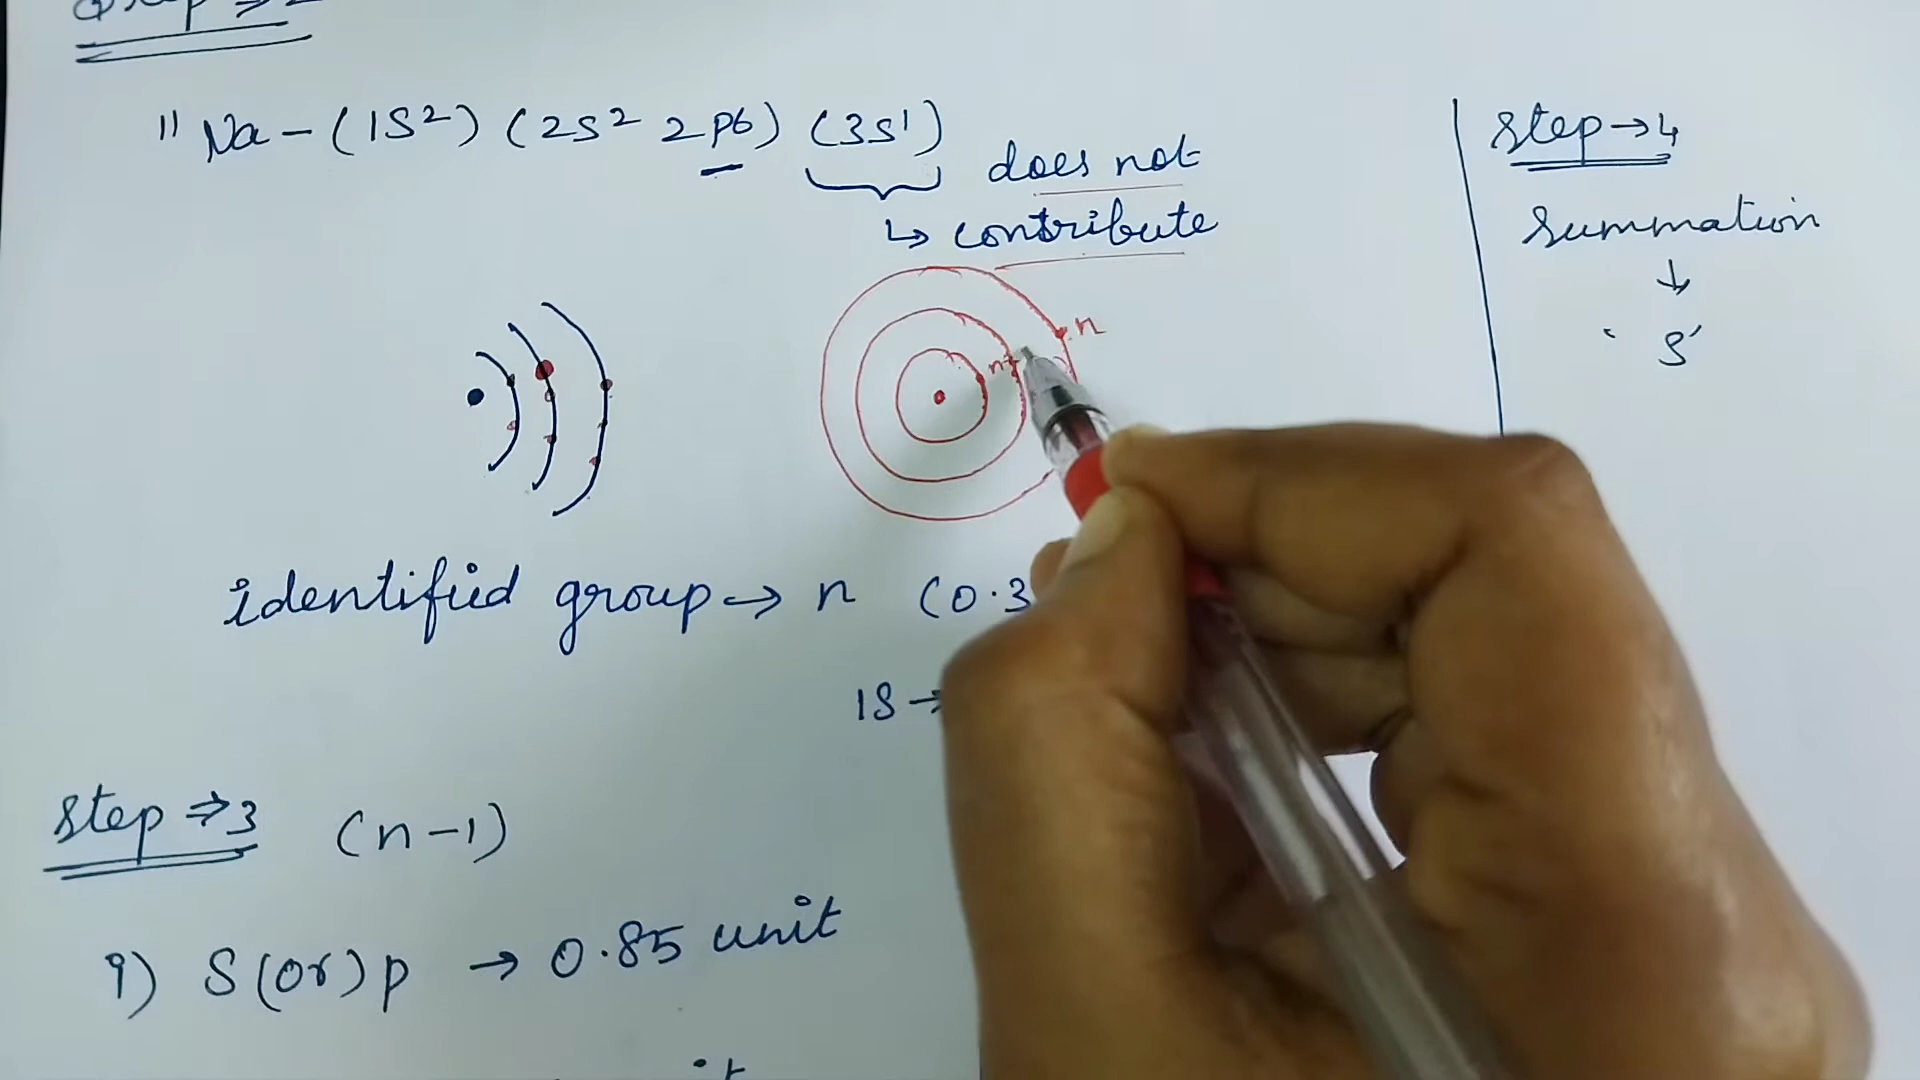 11 Na - (1S²) (2S² 2p6) (3S¹)
does not
↳ contribute
n
identified group → n (0.3
1S →
Step ⇒ 3 (n-1)
i) S(or)p → 0.85 unit
Step → 4
Summation
↓
'S'